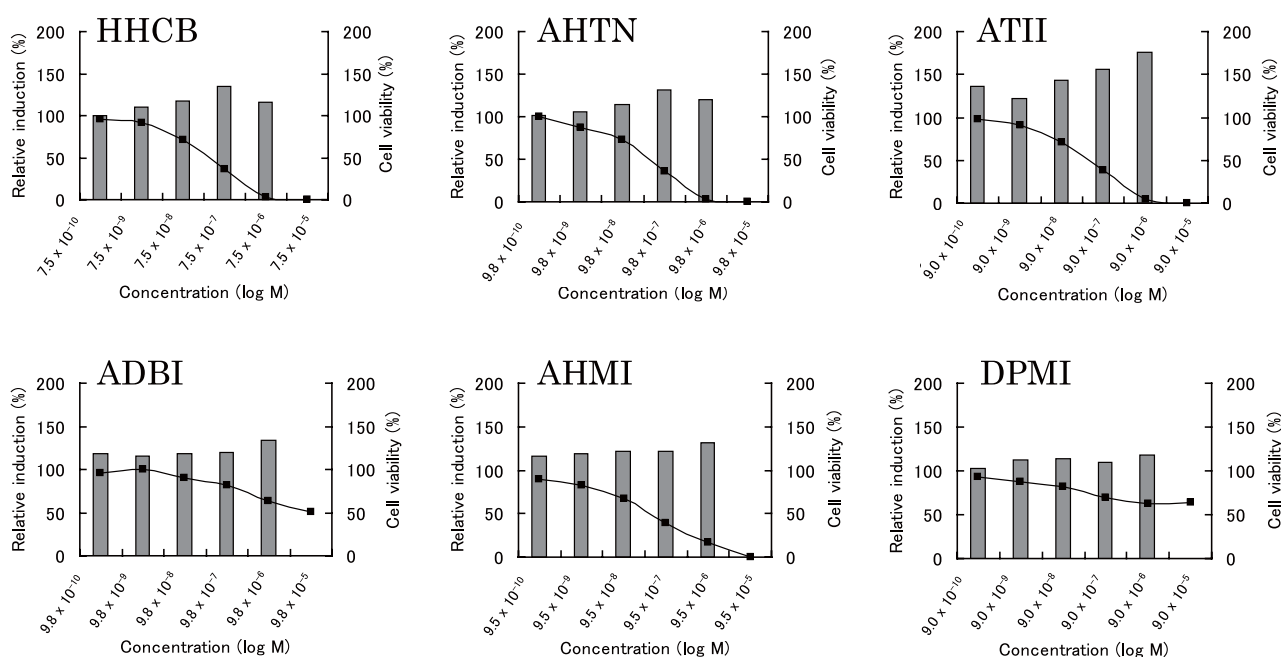 HHCB
Relative induction (%)
200
150
100
50
0
200
150
100
50
0
Cell viability (%)
7.5 x 10⁻¹⁰
7.5 x 10⁻⁹
7.5 x 10⁻⁸
7.5 x 10⁻⁷
7.5 x 10⁻⁶
7.5 x 10⁻⁵
Concentration (log M)
AHTN
Relative induction (%)
200
150
100
50
0
200
150
100
50
0
Cell viability (%)
9.8 x 10⁻¹⁰
9.8 x 10⁻⁹
9.8 x 10⁻⁸
9.8 x 10⁻⁷
9.8 x 10⁻⁶
9.8 x 10⁻⁵
Concentration (log M)
ATII
Relative induction (%)
200
150
100
50
0
200
150
100
50
0
Cell viability (%)
9.0 x 10⁻¹⁰
9.0 x 10⁻⁹
9.0 x 10⁻⁸
9.0 x 10⁻⁷
9.0 x 10⁻⁶
9.0 x 10⁻⁵
Concentration (log M)
ADBI
Relative induction (%)
200
150
100
50
0
200
150
100
50
0
Cell viability (%)
9.8 x 10⁻¹⁰
9.8 x 10⁻⁹
9.8 x 10⁻⁸
9.8 x 10⁻⁷
9.8 x 10⁻⁶
9.8 x 10⁻⁵
Concentration (log M)
AHMI
Relative induction (%)
200
150
100
50
0
200
150
100
50
0
Cell viability (%)
9.5 x 10⁻¹⁰
9.5 x 10⁻⁹
9.5 x 10⁻⁸
9.5 x 10⁻⁷
9.5 x 10⁻⁶
9.5 x 10⁻⁵
Concentration (log M)
DPMI
Relative induction (%)
200
150
100
50
0
200
150
100
50
0
Cell viability (%)
9.0 x 10⁻¹⁰
9.0 x 10⁻⁹
9.0 x 10⁻⁸
9.0 x 10⁻⁷
9.0 x 10⁻⁶
9.0 x 10⁻⁵
Concentration (log M)